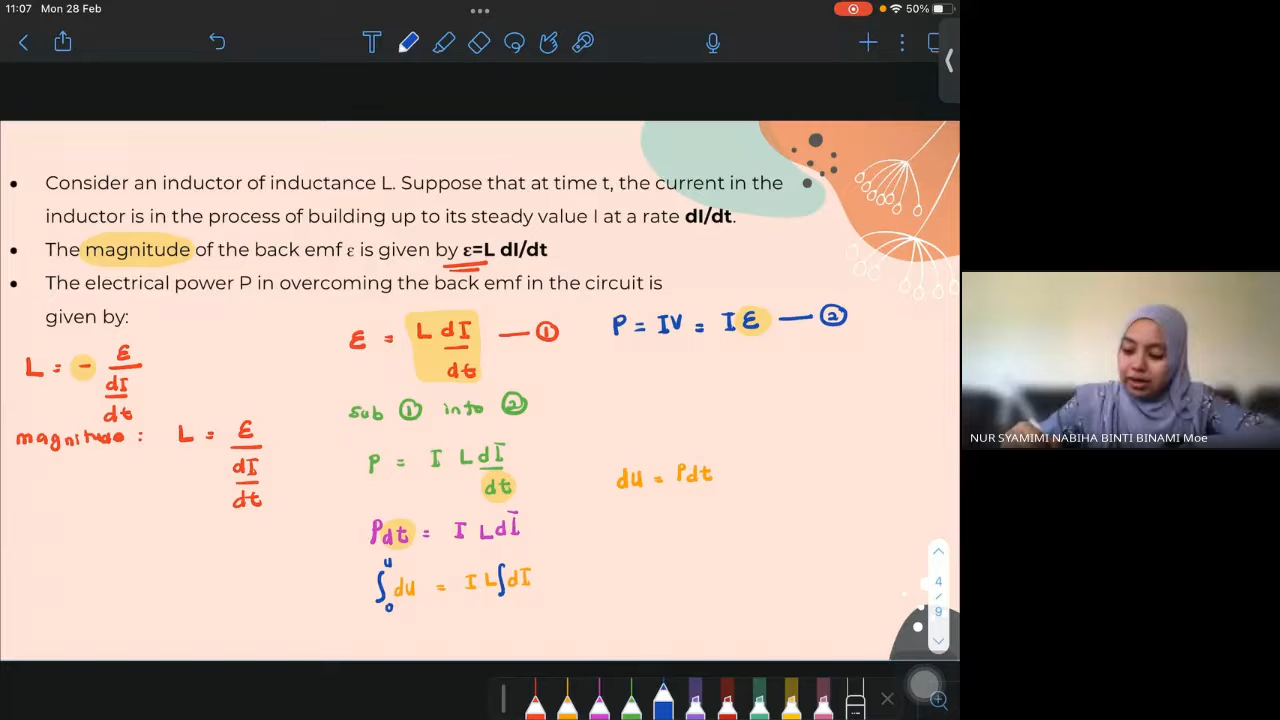 11:07 Mon 28 Feb
50%
• Consider an inductor of inductance L. Suppose that at time t, the current in the
inductor is in the process of building up to its steady value I at a rate dI/dt.
• The magnitude of the back emf ε is given by ε=L dI/dt
• The electrical power P in overcoming the back emf in the circuit is
given by:
L = - ε / dI/dt
magnitude : L = ε / dI/dt
ε = L dI/dt — ①
P = IV = I ε — ②
sub ① into ②
P = I L dI/dt
Pdt = I L dI
∫₀ᵁ du = I L ∫ dI
du = Pdt
4
/
9
NUR SYAMIMI NABIHA BINTI BINAMI Moe